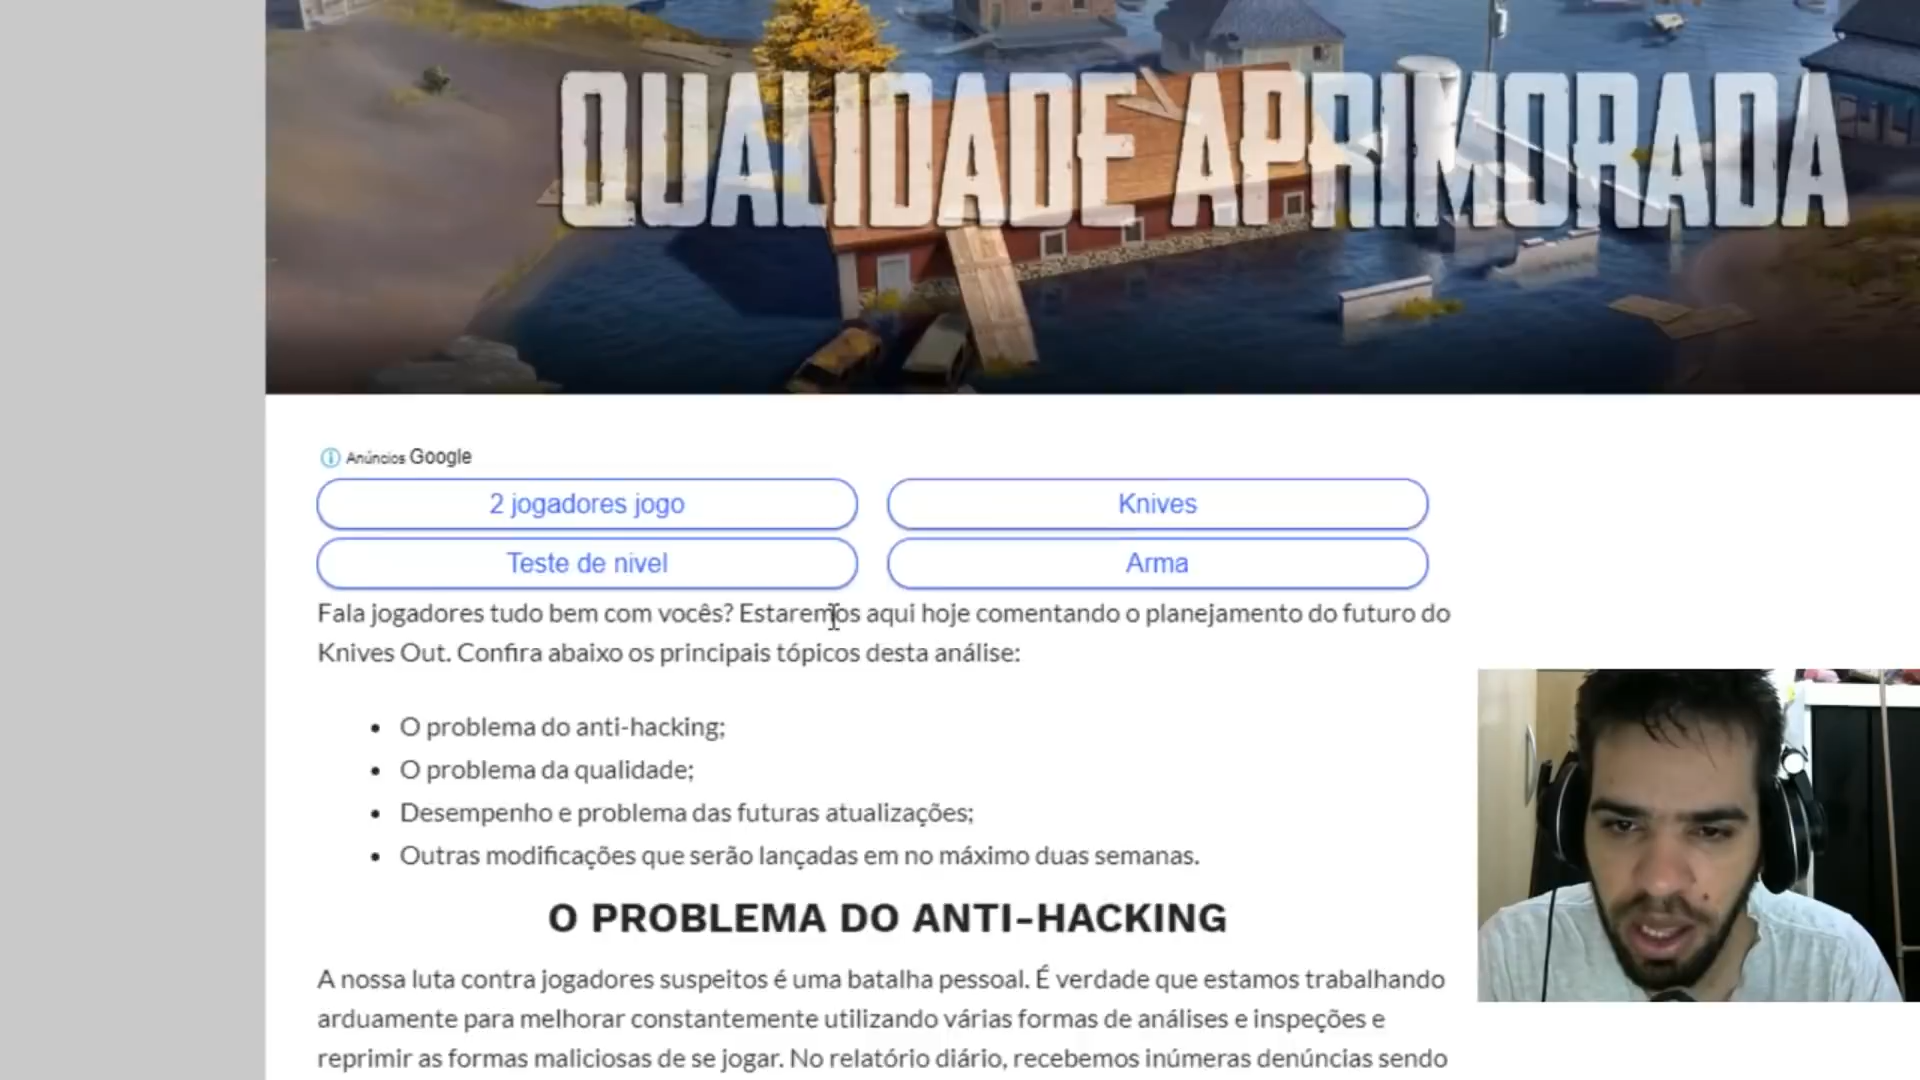 QUALIDADE APRIMORADA
Anúncios Google
2 jogadores jogo
Knives
Teste de nivel
Arma
Fala jogadores tudo bem com vocês? Estaremos aqui hoje comentando o planejamento do futuro do
Knives Out. Confira abaixo os principais tópicos desta análise:
• O problema do anti-hacking;
• O problema da qualidade;
• Desempenho e problema das futuras atualizações;
• Outras modificações que serão lançadas em no máximo duas semanas.
O PROBLEMA DO ANTI-HACKING
A nossa luta contra jogadores suspeitos é uma batalha pessoal. É verdade que estamos trabalhando
arduamente para melhorar constantemente utilizando várias formas de análises e inspeções e
reprimir as formas maliciosas de se jogar. No relatório diário, recebemos inúmeras denúncias sendo